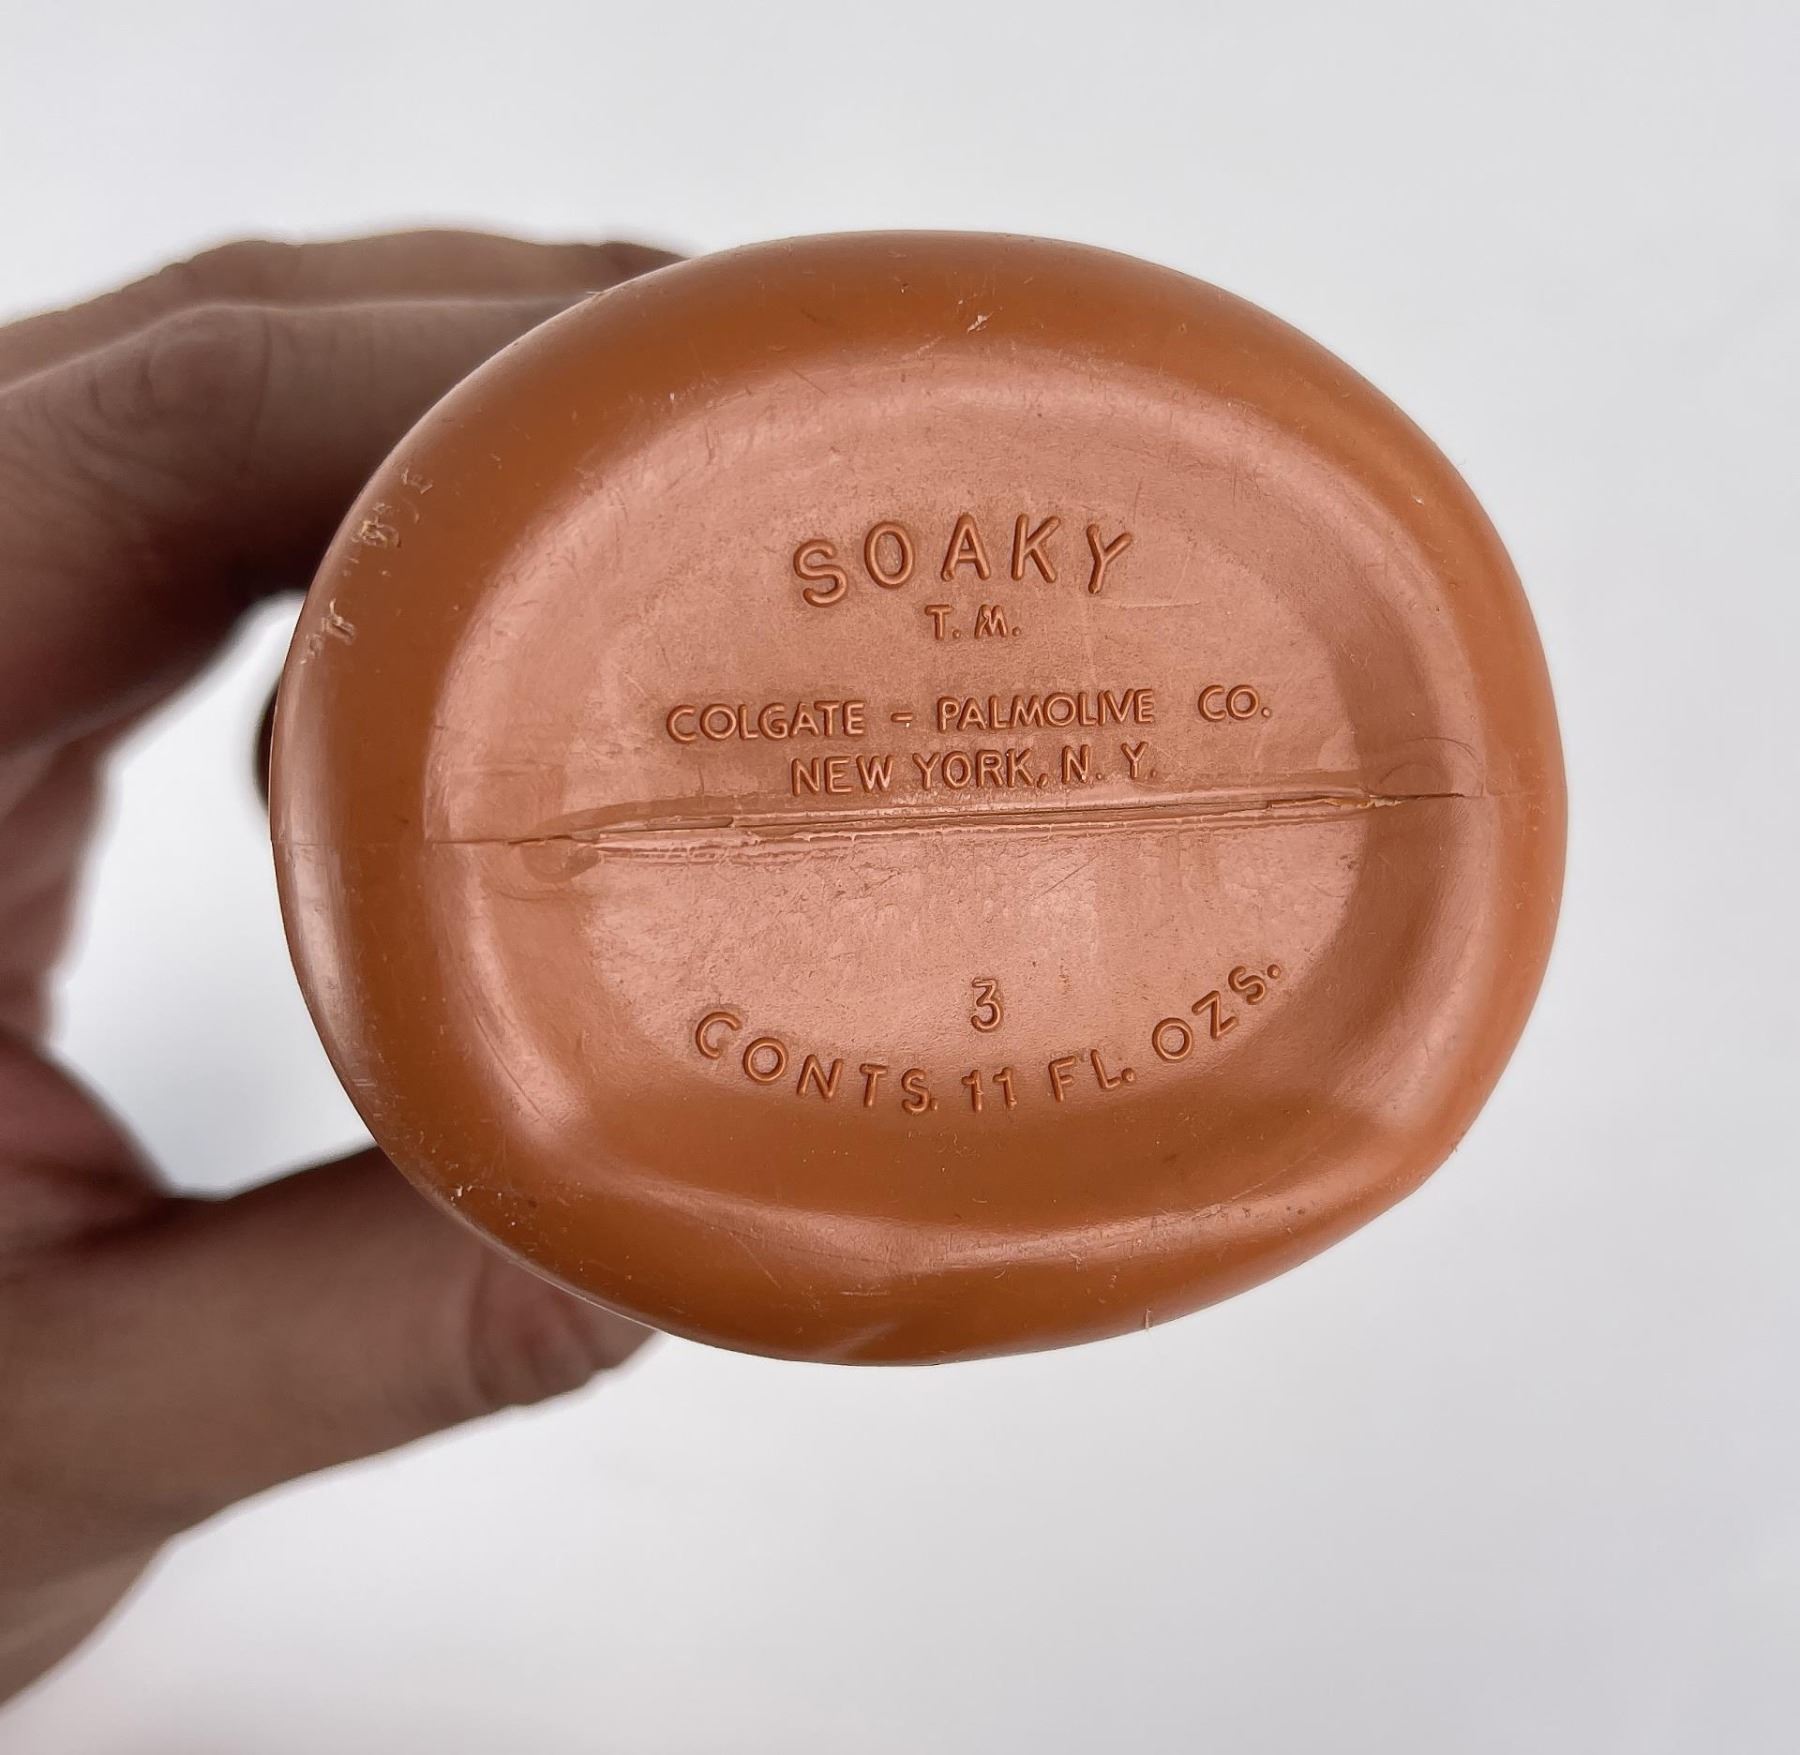 SOAKY
T. M.
COLGATE - PALMOLIVE CO.
NEW YORK, N. Y.
3
CONTS. 11 FL. OZS.